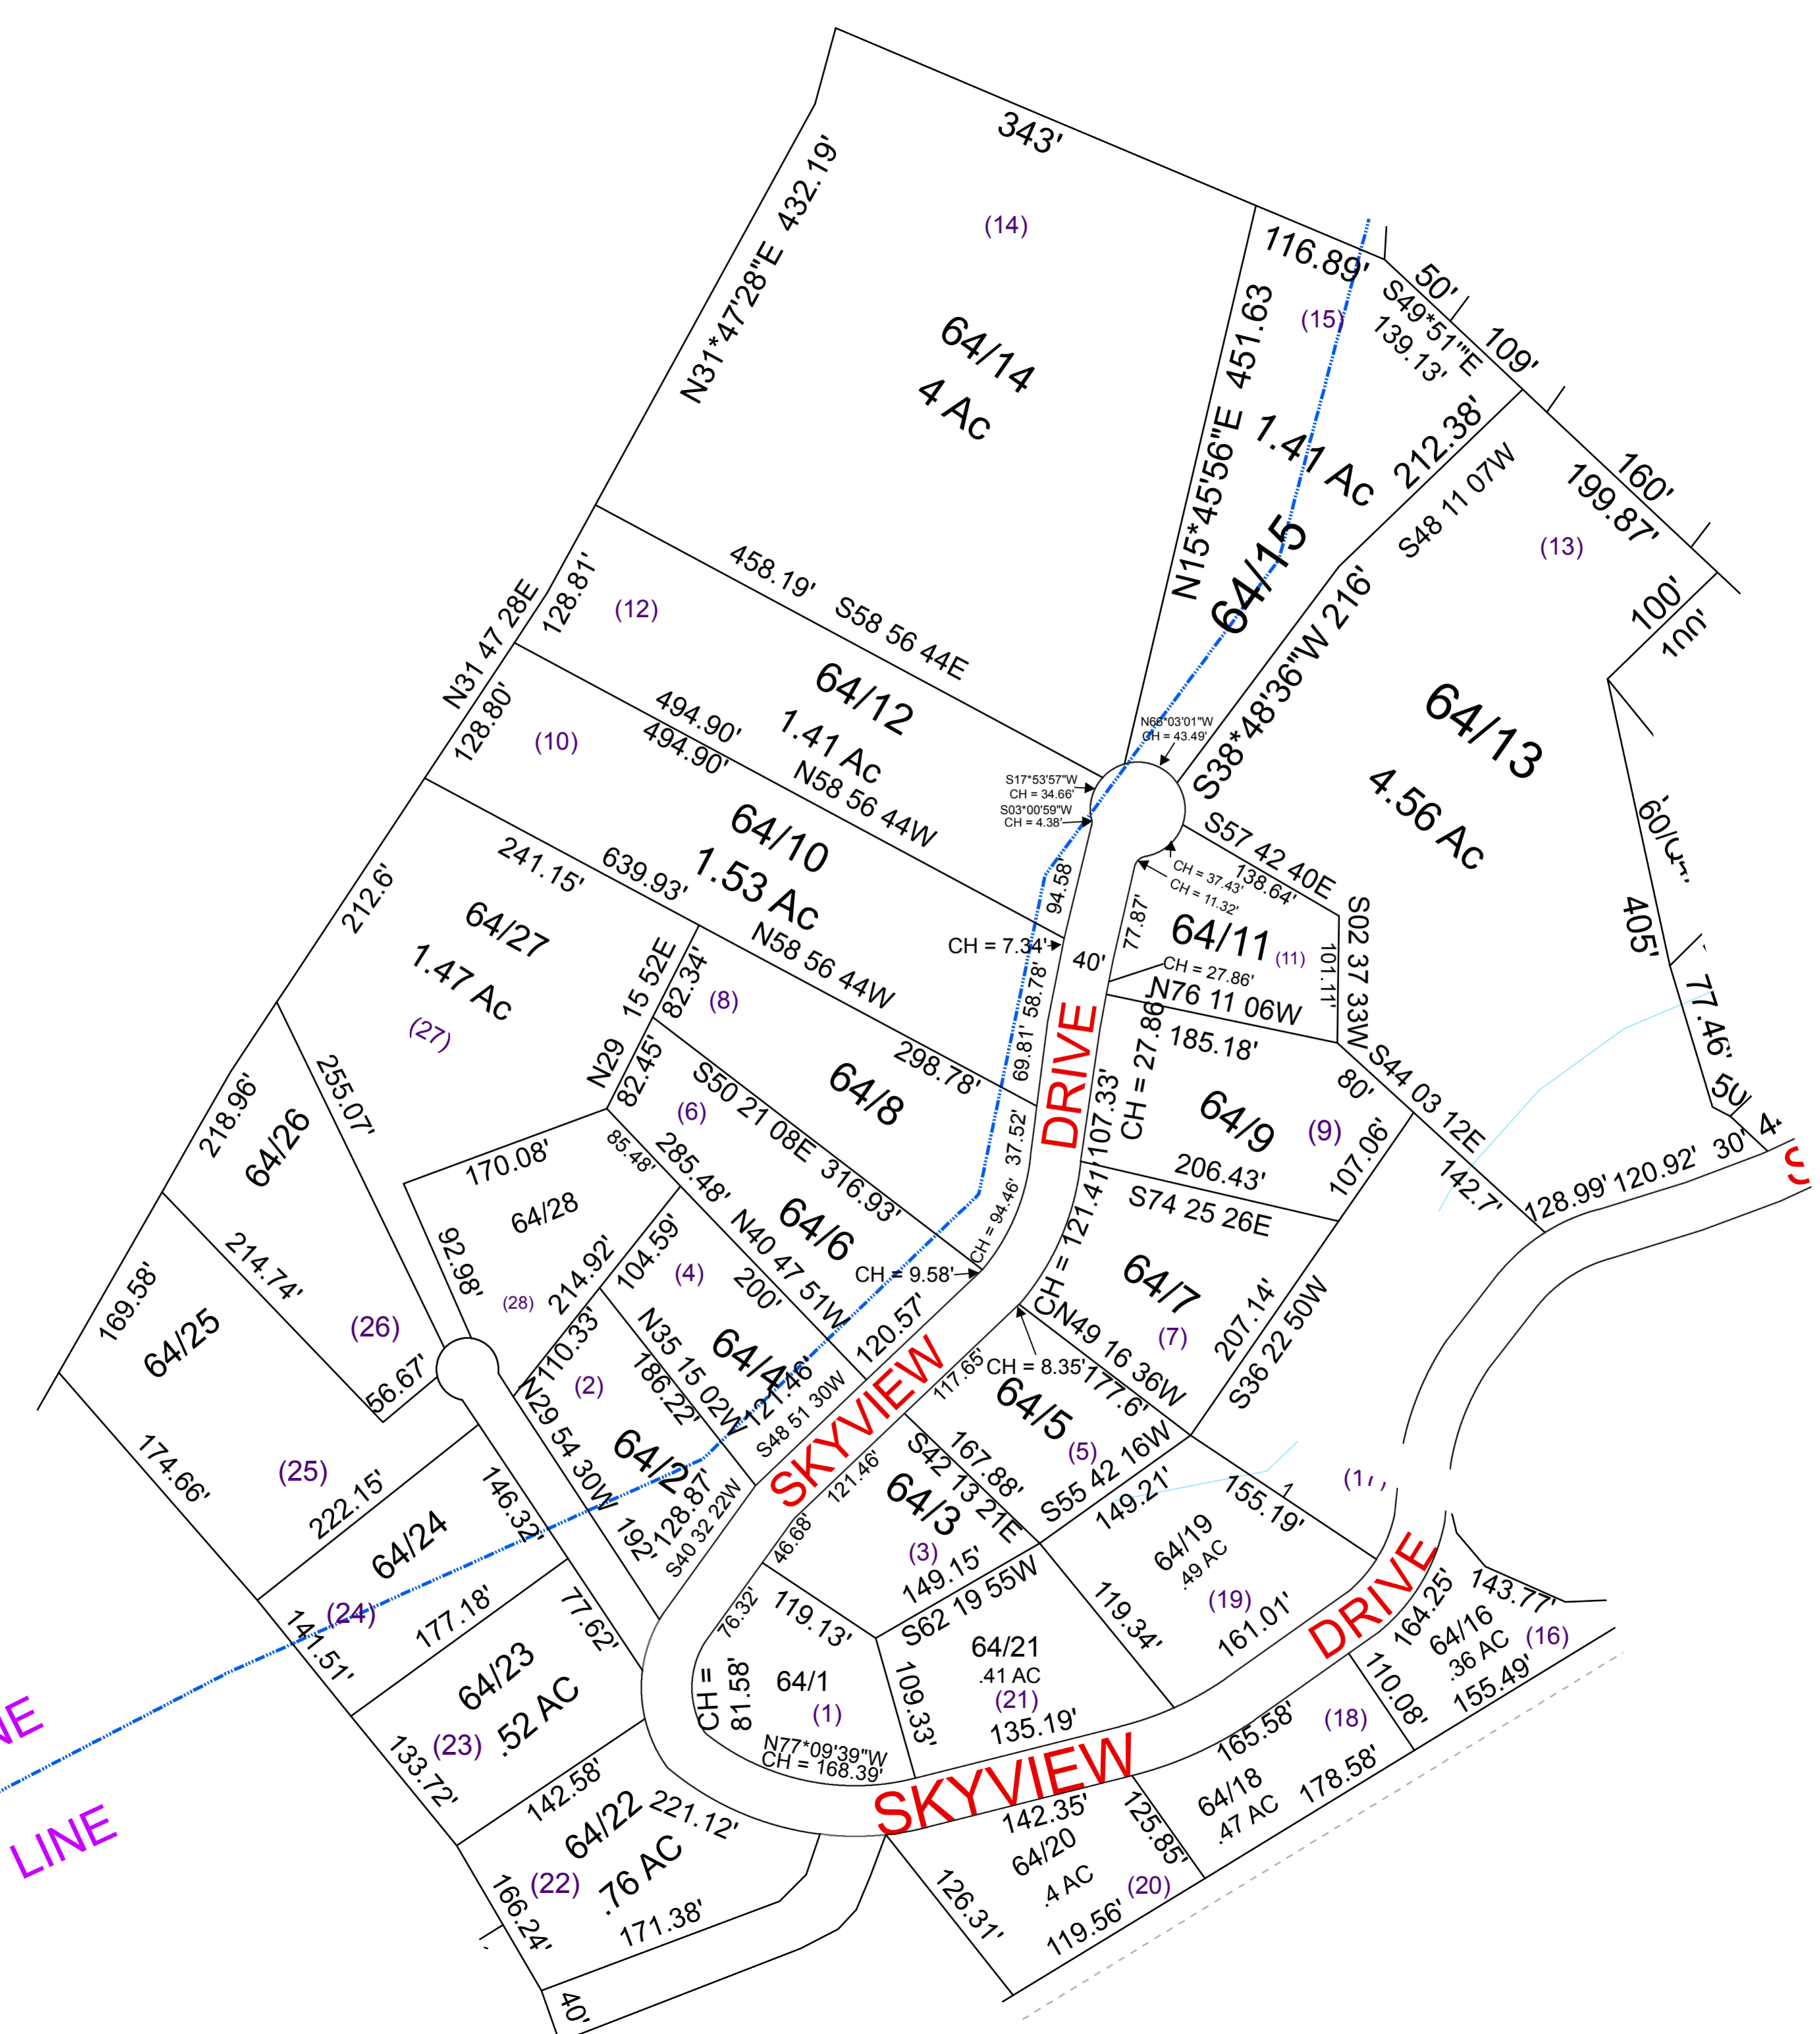 343'
N31*47'28"E 432.19'
(14)
64/14
4 Ac
116.89'
(15)
N15*45'56"E 451.63
1.41 Ac
64/15
50'
S49*51'"E
139.13'
109'
212.38'
S48 11 07W
160'
199.87'
(13)
100'
S38*48'36"W 216'
64/13
4.56 Ac
405'
77.46'
128.81'
(12)
458.19' S58 56 44E
N31 47 28E
64/12
1.41 Ac
494.90'
494.90'
N58 56 44W
128.80'
(10)
64/10
1.53 Ac
N66*03'01"W
CH = 43.49'
S17*53'57"W
CH = 34.66'
S03*00'59"W
CH = 4.38'
CH = 37.43'
CH = 11.32'
S57 42 40E
138.64'
S02 37 33W
101.11'
64/11
(11)
77.87'
94.58'
CH = 7.34'
40'
CH = 27.86'
N76 11 06W
185.18'
CH = 27.86'
212.6'
241.15'
639.93'
N58 56 44W
298.78'
64/27
1.47 Ac
(27)
N29 15 52E
82.34'
82.45'
(8)
64/8
58.78'
69.81'
37.52'
DRIVE
107.33'
64/9
(9)
80'
S44 03 12E
142.7'
107.06'
206.43'
S74 25 26E
128.99'
120.92'
30'
255.07'
218.96'
64/26
(26)
(6)
S50 21 08E 316.93'
64/6
85.48'
285.48'
N40 47 51W
200'
170.08'
64/28
92.98'
(28)
214.92'
104.59'
(4)
64/4
CH = 94.46'
CH = 9.58'
120.57'
CH = 121.41'
64/7
(7)
207.14'
S36 22 50W
CH = 8.35'
N49 16 36W
177.6'
214.74'
169.58'
64/25
(25)
56.67'
110.33'
(2)
N35 15 02W
186.22'
121.46'
S48 51 30W
SKYVIEW
117.65'
64/5
(5)
S55 42 16W
149.21'
174.66'
222.15'
64/24
(24)
146.32'
N29 54 30W
192'
64/2
128.87'
S40 32 22W
121.46'
46.68'
64/3
(3)
S42 13 21E
167.88'
149.15'
S62 19 55W
155.19'
64/19
.49 AC
(19)
119.34'
161.01'
DRIVE
164.25'
143.77'
64/16
.36 AC
(16)
155.49'
110.08'
141.51'
177.18'
77.62'
64/23
.52 AC
(23)
76.32'
119.13'
64/1
(1)
CH =
81.58'
N77*09'39"W
CH = 168.39'
109.33'
64/21
.41 AC
(21)
135.19'
SKYVIEW
165.58'
(18)
64/18
.47 AC
178.58'
133.72'
142.58'
64/22
.76 AC
(22)
221.12'
171.38'
166.24'
40'
142.35'
64/20
.4 AC
(20)
125.85'
126.31'
119.56'
LINE